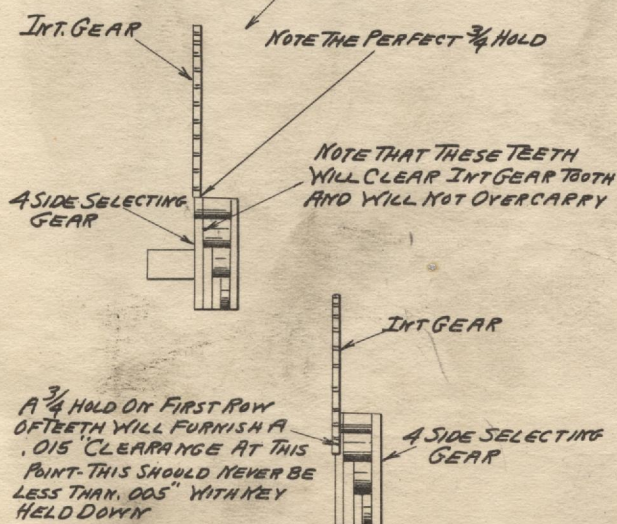 INT. GEAR
NOTE THE PERFECT 3/4 HOLD
NOTE THAT THESE TEETH
WILL CLEAR INT GEAR TOOTH
AND WILL NOT OVERCARRY
4 SIDE SELECTING
GEAR
INT GEAR
A 3/4 HOLD ON FIRST ROW
OF TEETH WILL FURNISH A
.015" CLEARANGE AT THIS
POINT-THIS SHOULD NEVER BE
LESS THAN .005" WITH KEY
HELD DOWN
4 SIDE SELECTING
GEAR